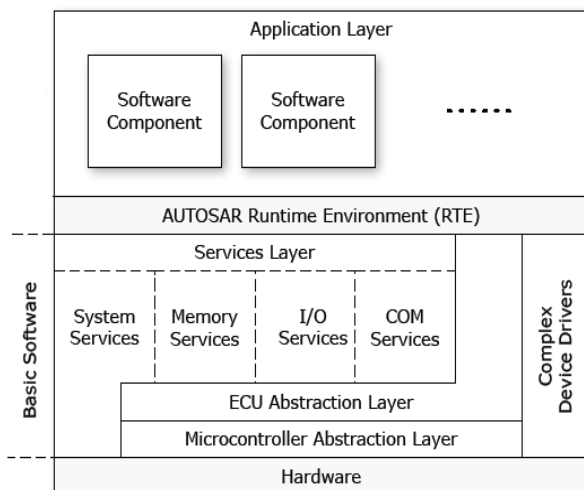 Application Layer
Software
Component
Software
Component
AUTOSAR Runtime Environment (RTE)
Basic Software
Services Layer
System
Services
Memory
Services
I/O
Services
COM
Services
Complex
Device Drivers
ECU Abstraction Layer
Microcontroller Abstraction Layer
Hardware